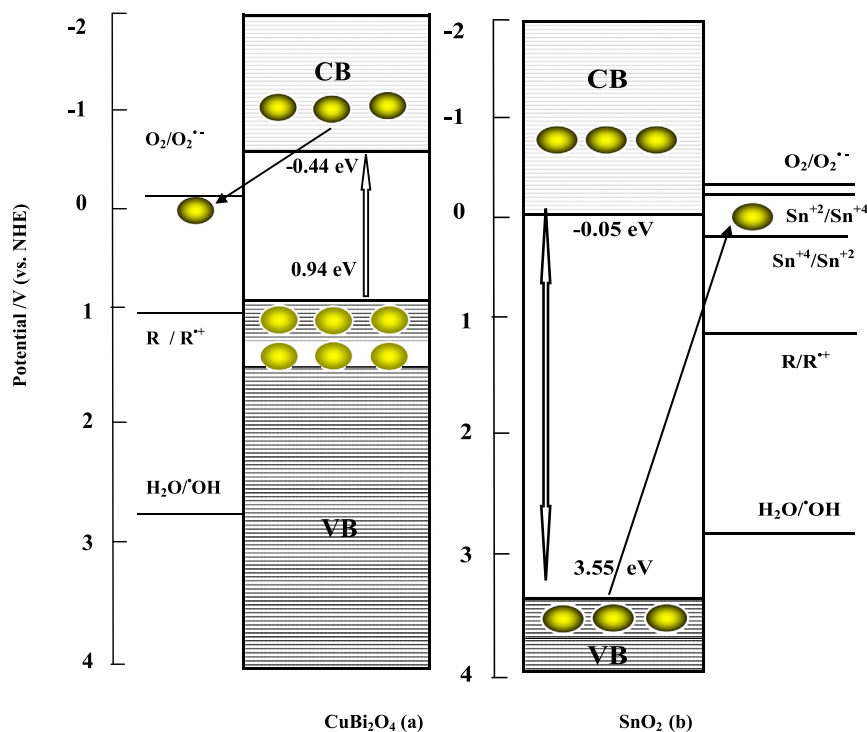 -2
-1
0
1
2
3
4
Potential /V (vs. NHE)
CB
O₂/O₂•-
-0.44 eV
0.94 eV
R / R•+
H₂O/•OH
VB
CuBi₂O₄ (a)
-2
-1
0
1
2
3
4
CB
O₂/O₂•-
Sn+2/Sn+4
-0.05 eV
Sn+4/Sn+2
R/R•+
H₂O/•OH
3.55 eV
VB
SnO₂ (b)